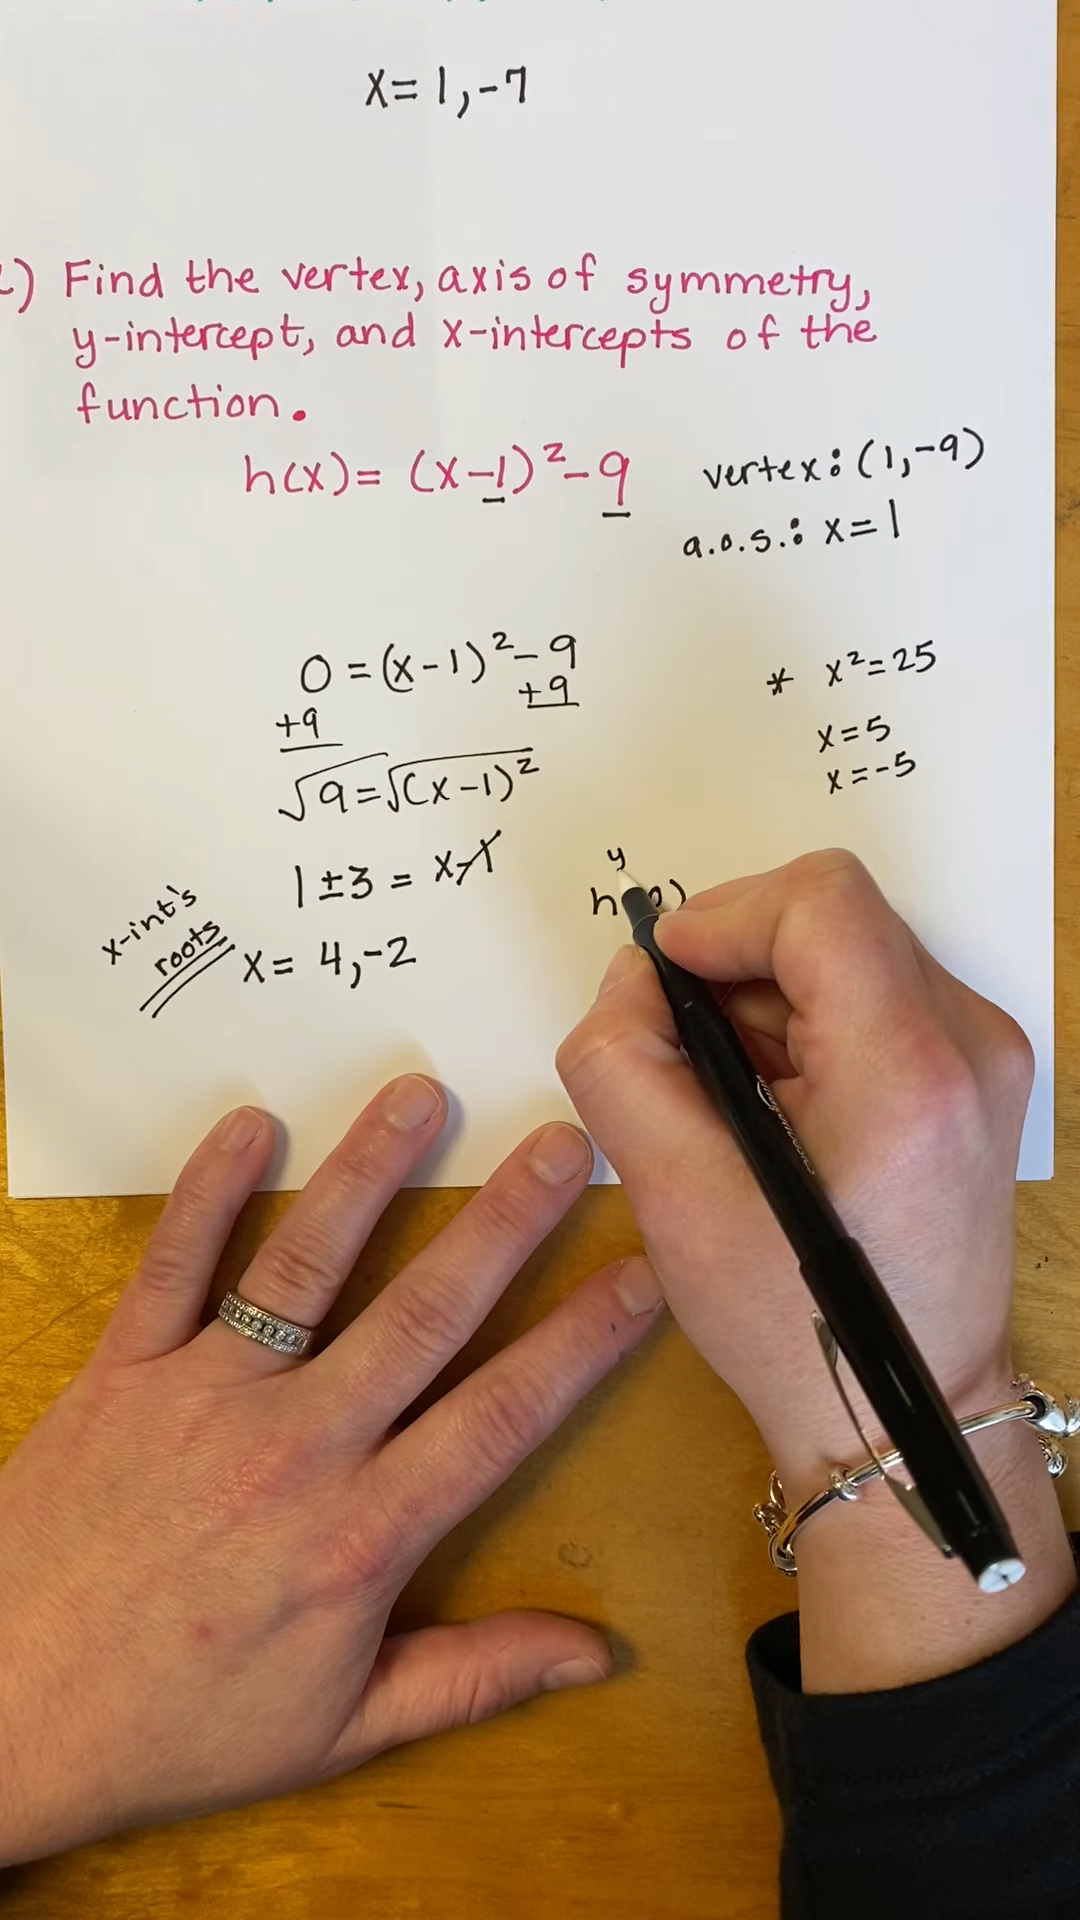 x = 1, -7
2) Find the vertex, axis of symmetry,
y-intercept, and x-intercepts of the
function.
h(x) = (x-1)² - 9
vertex: (1, -9)
a.o.s.: x = 1
0 = (x-1)² - 9
+9 +9
√9 = √(x-1)²
1 ± 3 = x - 1
x-int's
roots
x = 4, -2
* x² = 25
x = 5
x = -5
y
h(0)
amazonbasics